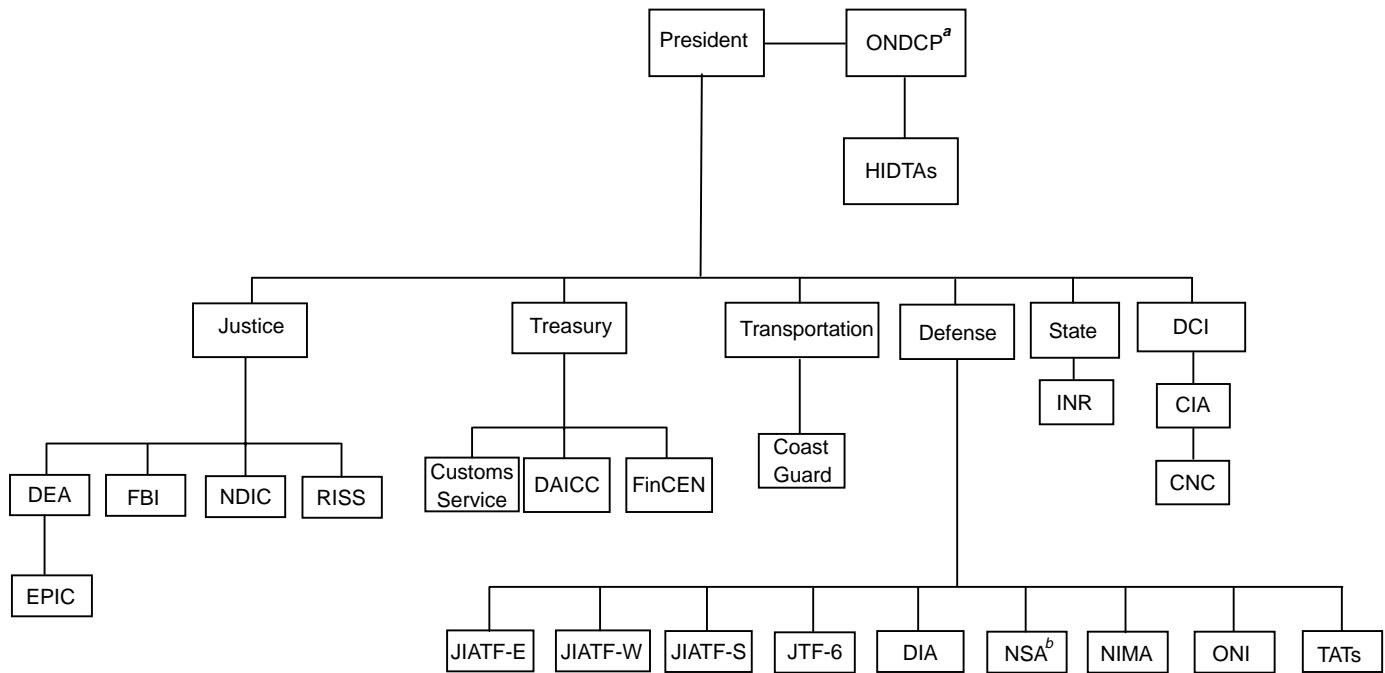 President
ONDCPa
HIDTAs
Justice
Treasury
Transportation
Defense
State
DCI
INR
CIA
CNC
Coast
Guard
Customs
Service
DAICC
FinCEN
DEA
FBI
NDIC
RISS
EPIC
JIATF-E
JIATF-W
JIATF-S
JTF-6
DIA
NSAb
NIMA
ONI
TATs